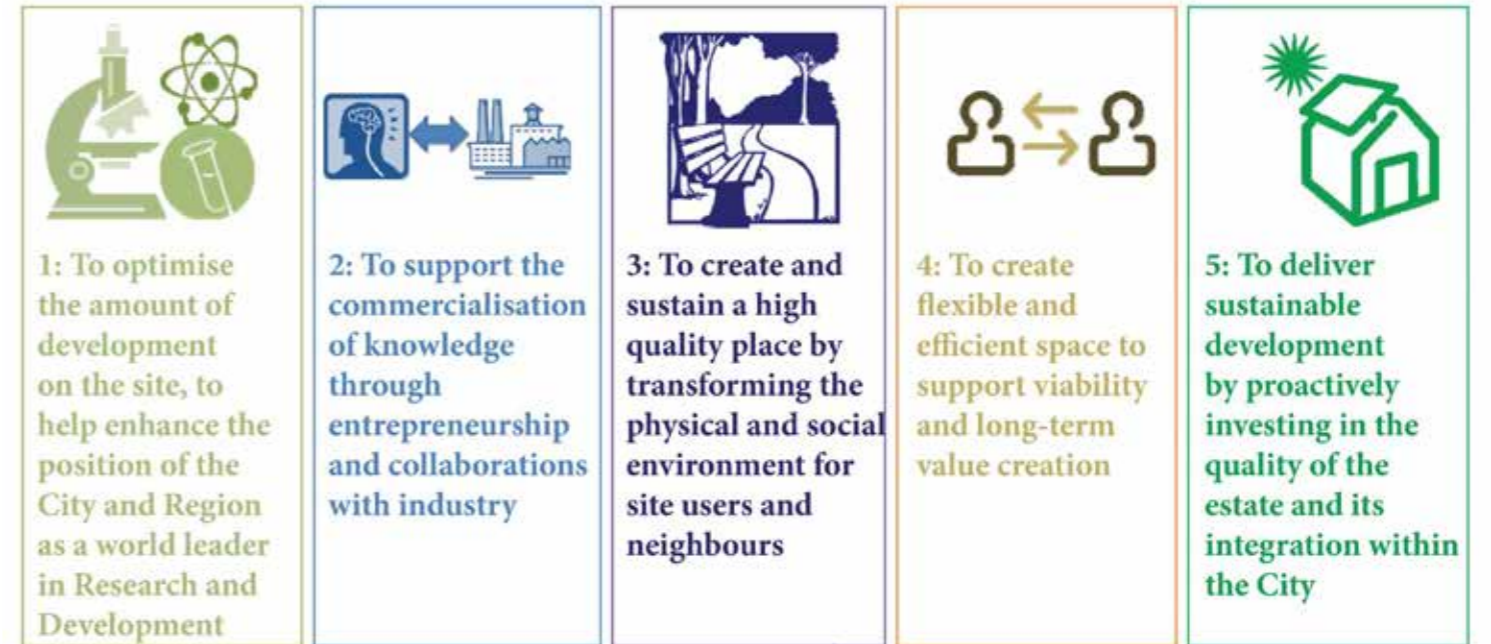 1: To optimise
the amount of
development
on the site, to
help enhance the
position of the
City and Region
as a world leader
in Research and
Development
2: To support the
commercialisation
of knowledge
through
entrepreneurship
and collaborations
with industry
3: To create and
sustain a high
quality place by
transforming the
physical and social
environment for
site users and
neighbours
4: To create
flexible and
efficient space to
support viability
and long-term
value creation
5: To deliver
sustainable
development
by proactively
investing in the
quality of the
estate and its
integration within
the City